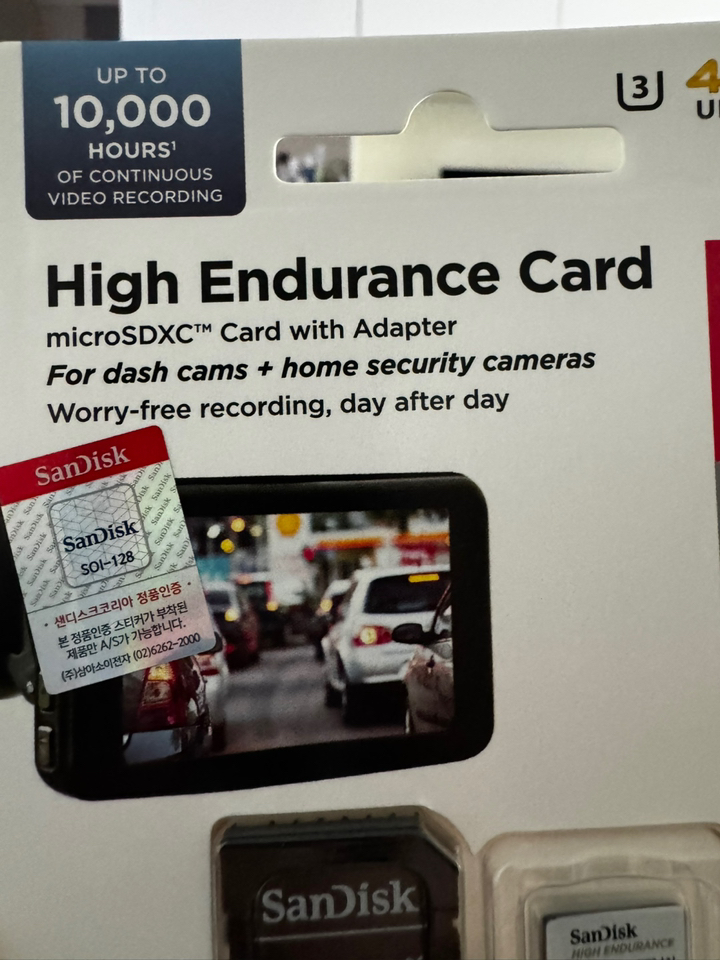 UP TO
10,000
HOURS¹
OF CONTINUOUS
VIDEO RECORDING
3
4
High Endurance Card
microSDXC™ Card with Adapter
For dash cams + home security cameras
Worry-free recording, day after day
SanDisk
SanDisk
SOI-128
• 샌디스크코리아 정품인증 •
본 정품인증 스티커가 부착된
제품만 A/S가 가능합니다.
(주)상아소이전자 (02)6262-2000
SanDisk
SanDisk
HIGH ENDURANCE